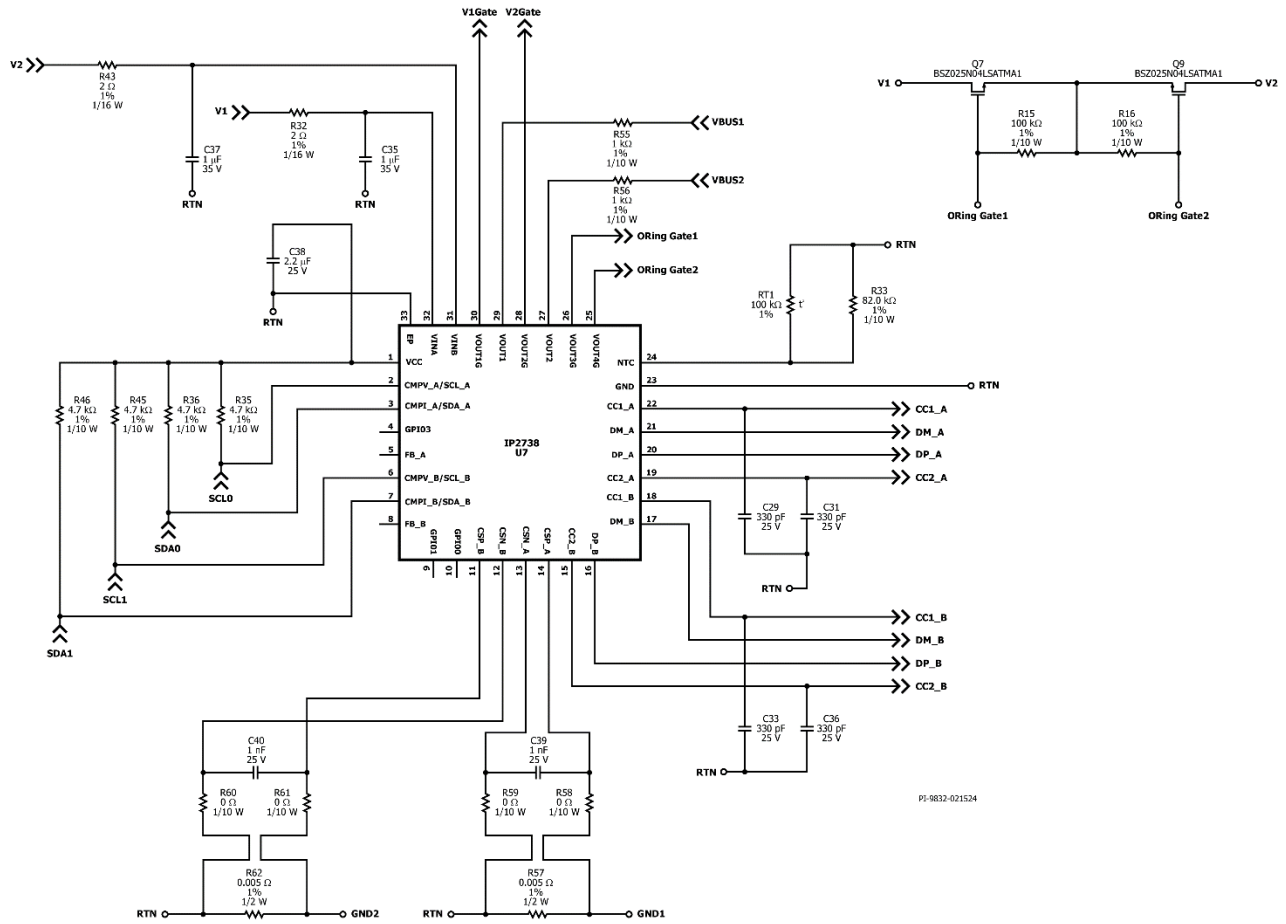 V1Gate
V2Gate
V2
R43
2 Ω
1%
1/16 W
V1
R32
2 Ω
1%
1/16 W
C37
1 μF
35 V
RTN
C35
1 μF
35 V
RTN
R55
1 kΩ
1%
1/10 W
VBUS1
R56
1 kΩ
1%
1/10 W
VBUS2
ORing Gate1
ORing Gate2
Q7
BSZ025N04LSATMA1
Q9
BSZ025N04LSATMA1
V1
V2
R15
100 kΩ
1%
1/10 W
R16
100 kΩ
1%
1/10 W
ORing Gate1
ORing Gate2
C38
2.2 μF
25 V
RTN
RTN
RT1
100 kΩ
1%
t°
R33
82.0 kΩ
1%
1/10 W
33
32
31
30
29
28
27
26
25
EP
VINA
VINB
VOUT1G
VOUT1
VOUT2G
VOUT2
VOUT3G
VOUT4G
1
VCC
2
CMPV_A/SCL_A
3
CMPI_A/SDA_A
4
GPI03
5
FB_A
6
CMPV_B/SCL_B
7
CMPI_B/SDA_B
8
FB_B
IP2738
U7
NTC
24
GND
23
RTN
CC1_A
22
CC1_A
DM_A
21
DM_A
DP_A
20
DP_A
CC2_A
19
CC2_A
CC1_B
18
DM_B
17
GPI01
GPI00
CSP_B
CSN_B
CSN_A
CSP_A
CC2_B
DP_B
9
10
11
12
13
14
15
16
R46
4.7 kΩ
1%
1/10 W
R45
4.7 kΩ
1%
1/10 W
R36
4.7 kΩ
1%
1/10 W
R35
4.7 kΩ
1%
1/10 W
SCL0
SDA0
SCL1
SDA1
C29
330 pF
25 V
C31
330 pF
25 V
RTN
CC1_B
DM_B
DP_B
CC2_B
C33
330 pF
25 V
C36
330 pF
25 V
RTN
C40
1 nF
25 V
R60
0 Ω
1/10 W
R61
0 Ω
1/10 W
R62
0.005 Ω
1%
1/2 W
RTN
GND2
C39
1 nF
25 V
R59
0 Ω
1/10 W
R58
0 Ω
1/10 W
R57
0.005 Ω
1%
1/2 W
RTN
GND1
PI-9832-021524